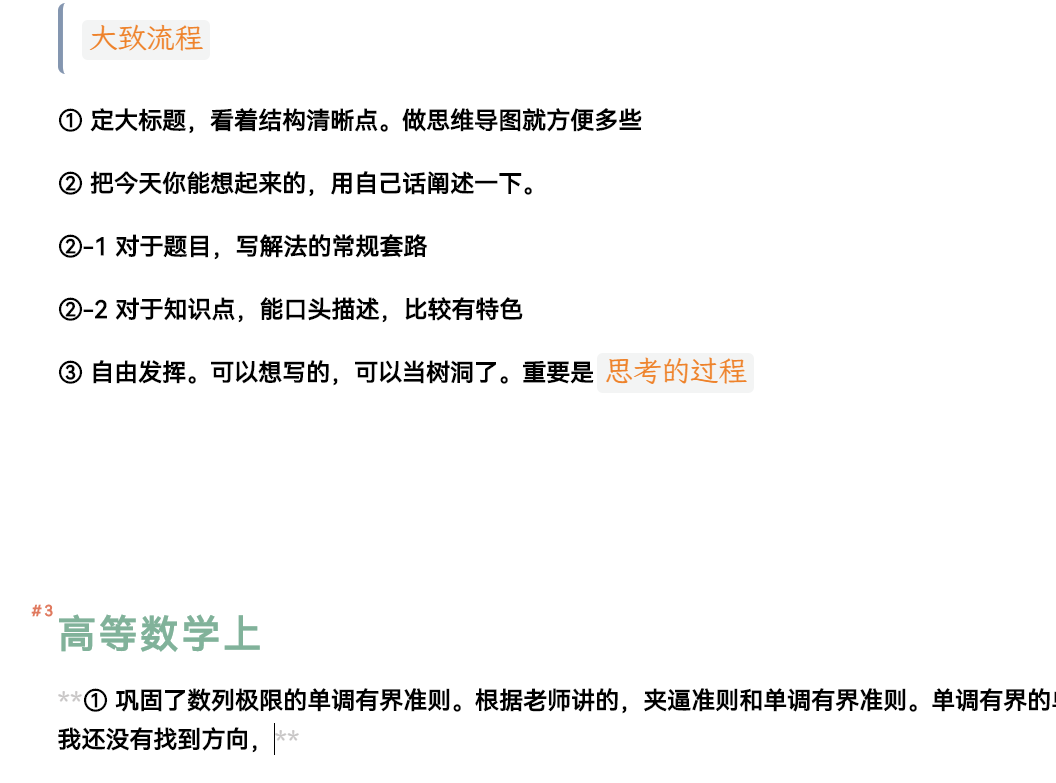 大致流程
① 定大标题，看着结构清晰点。做思维导图就方便多些
② 把今天你能想起来的，用自己话阐述一下。
②-1 对于题目，写解法的常规套路
②-2 对于知识点，能口头描述，比较有特色
③ 自由发挥。可以想写的，可以当树洞了。重要是 思考的过程
#3
高等数学上
**① 巩固了数列极限的单调有界准则。根据老师讲的，夹逼准则和单调有界准则。单调有界的
我还没有找到方向，**